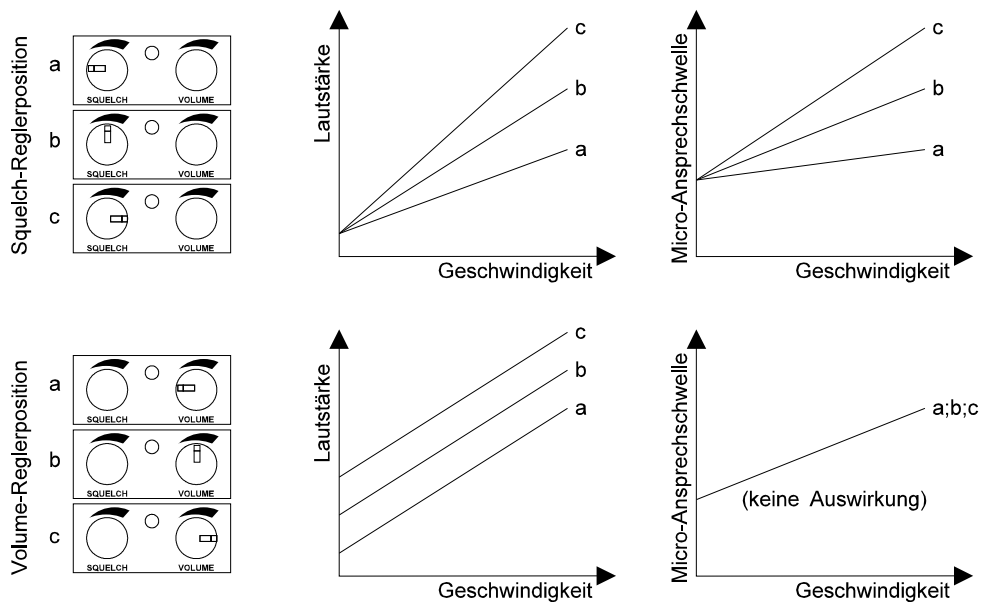 Squelch-Reglerposition
a
SQUELCH VOLUME
b
SQUELCH VOLUME
c
SQUELCH VOLUME
Lautstärke
c
b
a
Geschwindigkeit
Micro-Ansprechschwelle
c
b
a
Geschwindigkeit
Volume-Reglerposition
a
SQUELCH VOLUME
b
SQUELCH VOLUME
c
SQUELCH VOLUME
Lautstärke
c
b
a
Geschwindigkeit
Micro-Ansprechschwelle
a;b;c
(keine Auswirkung)
Geschwindigkeit